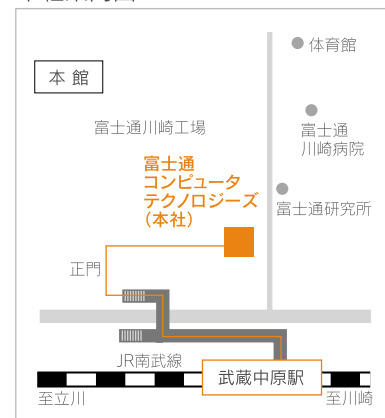 本 館
体育館
富士通川崎工場
富士通
川崎病院
富士通
コンピュータ
テクノロジーズ
(本社)
富士通研究所
正門
JR南武線
武蔵中原駅
至立川
至川崎